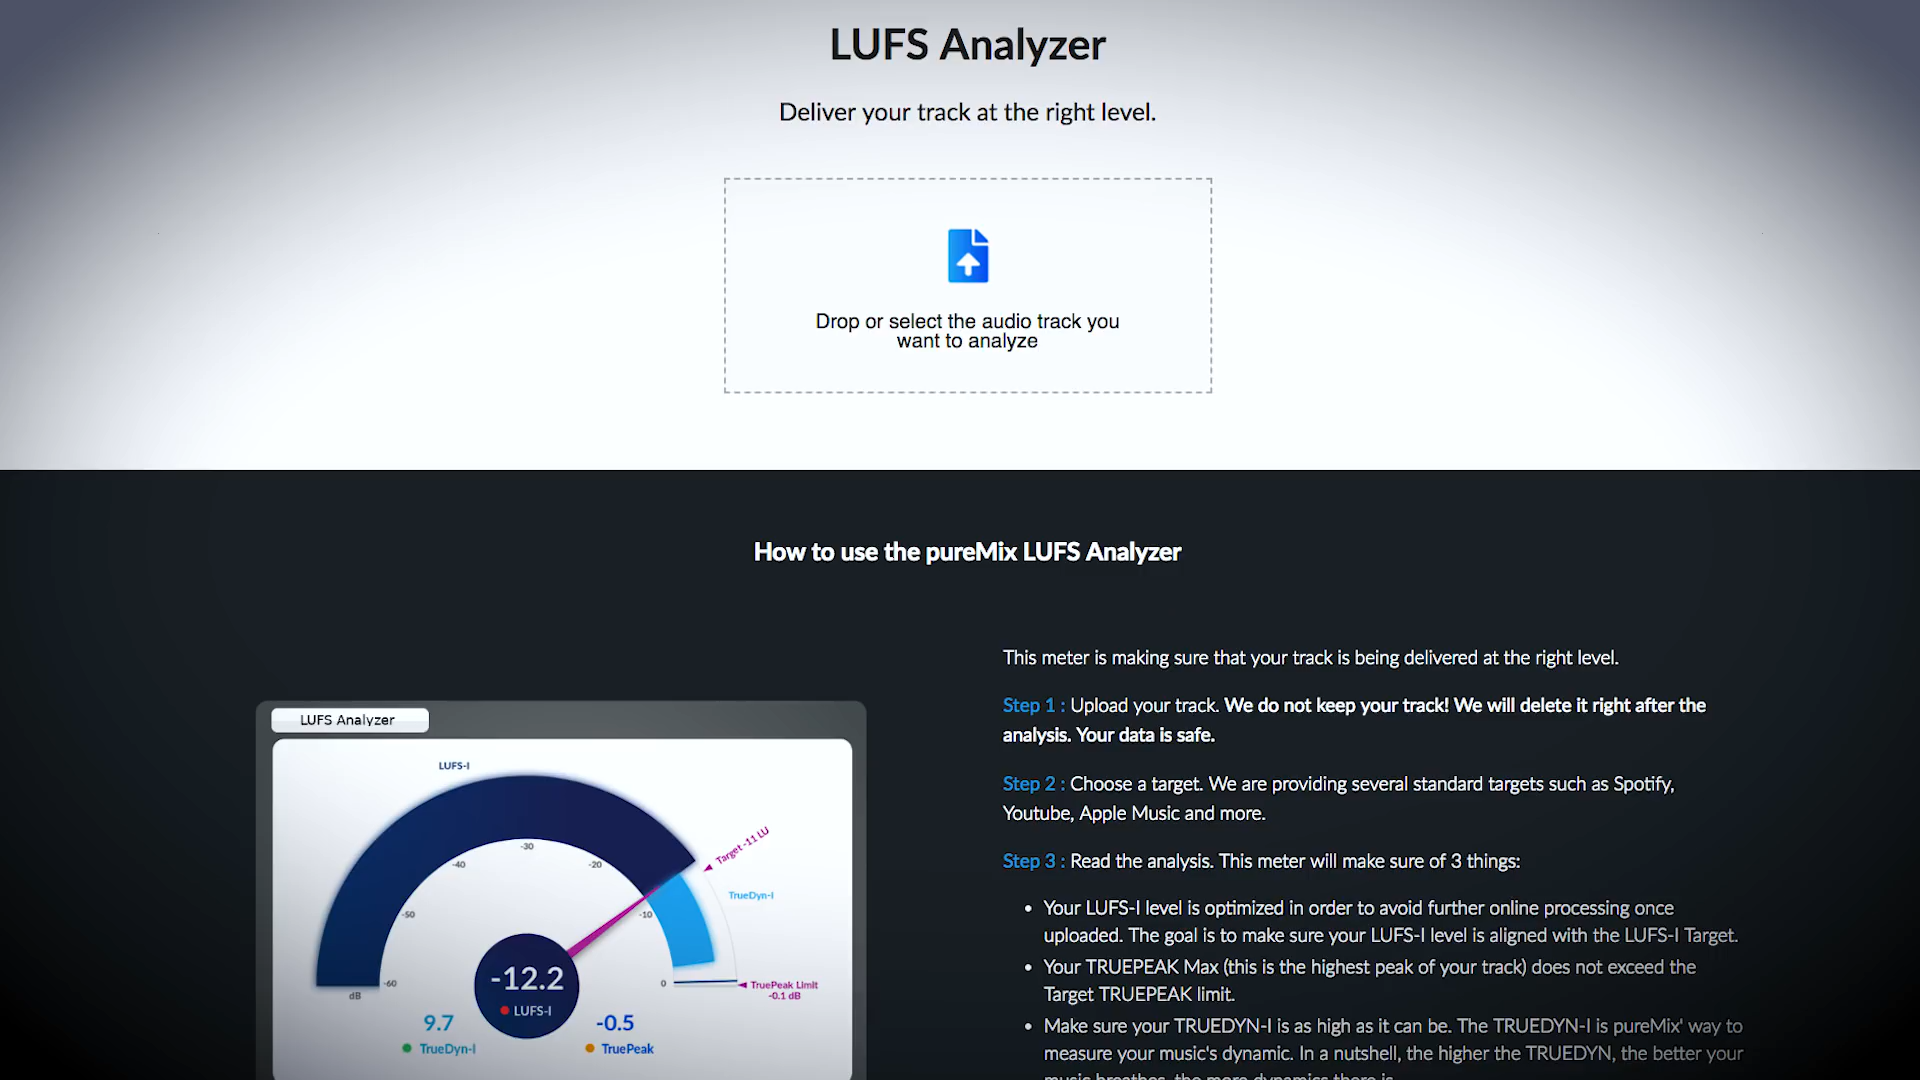 LUFS Analyzer
Deliver your track at the right level.
Drop or select the audio track you
want to analyze
How to use the pureMix LUFS Analyzer
This meter is making sure that your track is being delivered at the right level.
Step 1 : Upload your track. We do not keep your track! We will delete it right after the
analysis. Your data is safe.
Step 2 : Choose a target. We are providing several standard targets such as Spotify,
Youtube, Apple Music and more.
Step 3 : Read the analysis. This meter will make sure of 3 things:
• Your LUFS-I level is optimized in order to avoid further online processing once
uploaded. The goal is to make sure your LUFS-I level is aligned with the LUFS-I Target.
• Your TRUEPEAK Max (this is the highest peak of your track) does not exceed the
Target TRUEPEAK limit.
• Make sure your TRUEDYN-I is as high as it can be. The TRUEDYN-I is pureMix' way to
measure your music's dynamic. In a nutshell, the higher the TRUEDYN, the better your
music breathes, the more dynamics there is.
LUFS Analyzer
LUFS-I
-60
-50
-40
-30
-20
-10
0
dB
Target -11 LU
TrueDyn-I
TruePeak Limit
-0.1 dB
-12.2
LUFS-I
9.7
TrueDyn-I
-0.5
TruePeak